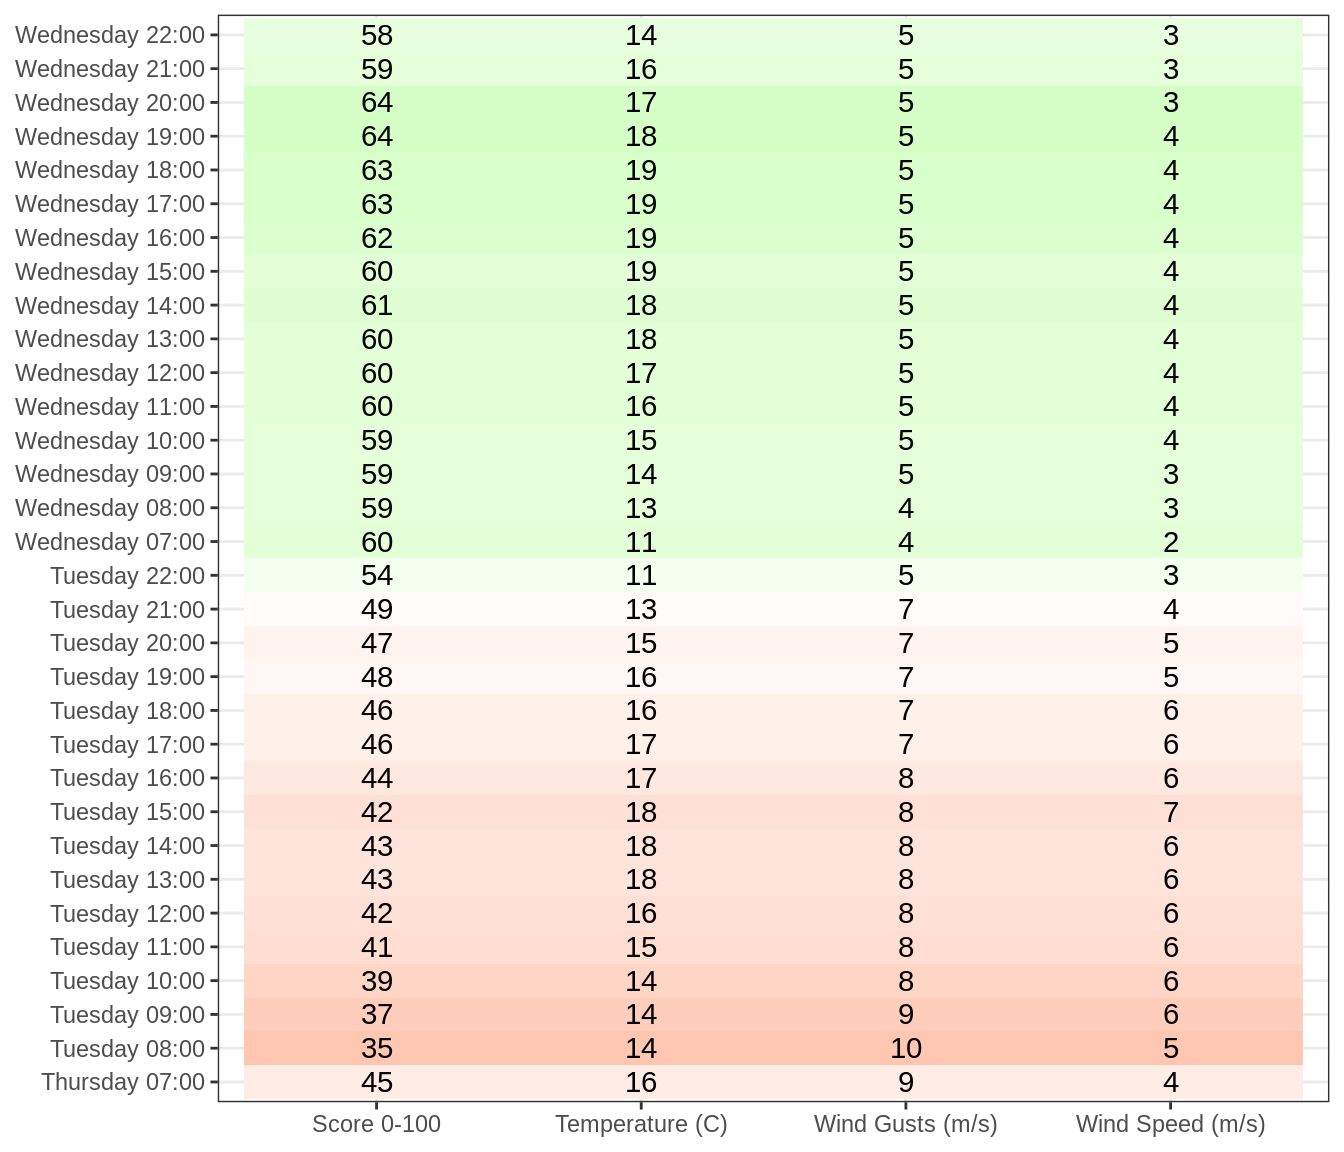 Wednesday 22:00 58 14 5 3
Wednesday 21:00 59 16 5 3
Wednesday 20:00 64 17 5 3
Wednesday 19:00 64 18 5 4
Wednesday 18:00 63 19 5 4
Wednesday 17:00 63 19 5 4
Wednesday 16:00 62 19 5 4
Wednesday 15:00 60 19 5 4
Wednesday 14:00 61 18 5 4
Wednesday 13:00 60 18 5 4
Wednesday 12:00 60 17 5 4
Wednesday 11:00 60 16 5 4
Wednesday 10:00 59 15 5 4
Wednesday 09:00 59 14 5 3
Wednesday 08:00 59 13 4 3
Wednesday 07:00 60 11 4 2
Tuesday 22:00 54 11 5 3
Tuesday 21:00 49 13 7 4
Tuesday 20:00 47 15 7 5
Tuesday 19:00 48 16 7 5
Tuesday 18:00 46 16 7 6
Tuesday 17:00 46 17 7 6
Tuesday 16:00 44 17 8 6
Tuesday 15:00 42 18 8 7
Tuesday 14:00 43 18 8 6
Tuesday 13:00 43 18 8 6
Tuesday 12:00 42 16 8 6
Tuesday 11:00 41 15 8 6
Tuesday 10:00 39 14 8 6
Tuesday 09:00 37 14 9 6
Tuesday 08:00 35 14 10 5
Thursday 07:00 45 16 9 4
Score 0-100 Temperature (C) Wind Gusts (m/s) Wind Speed (m/s)